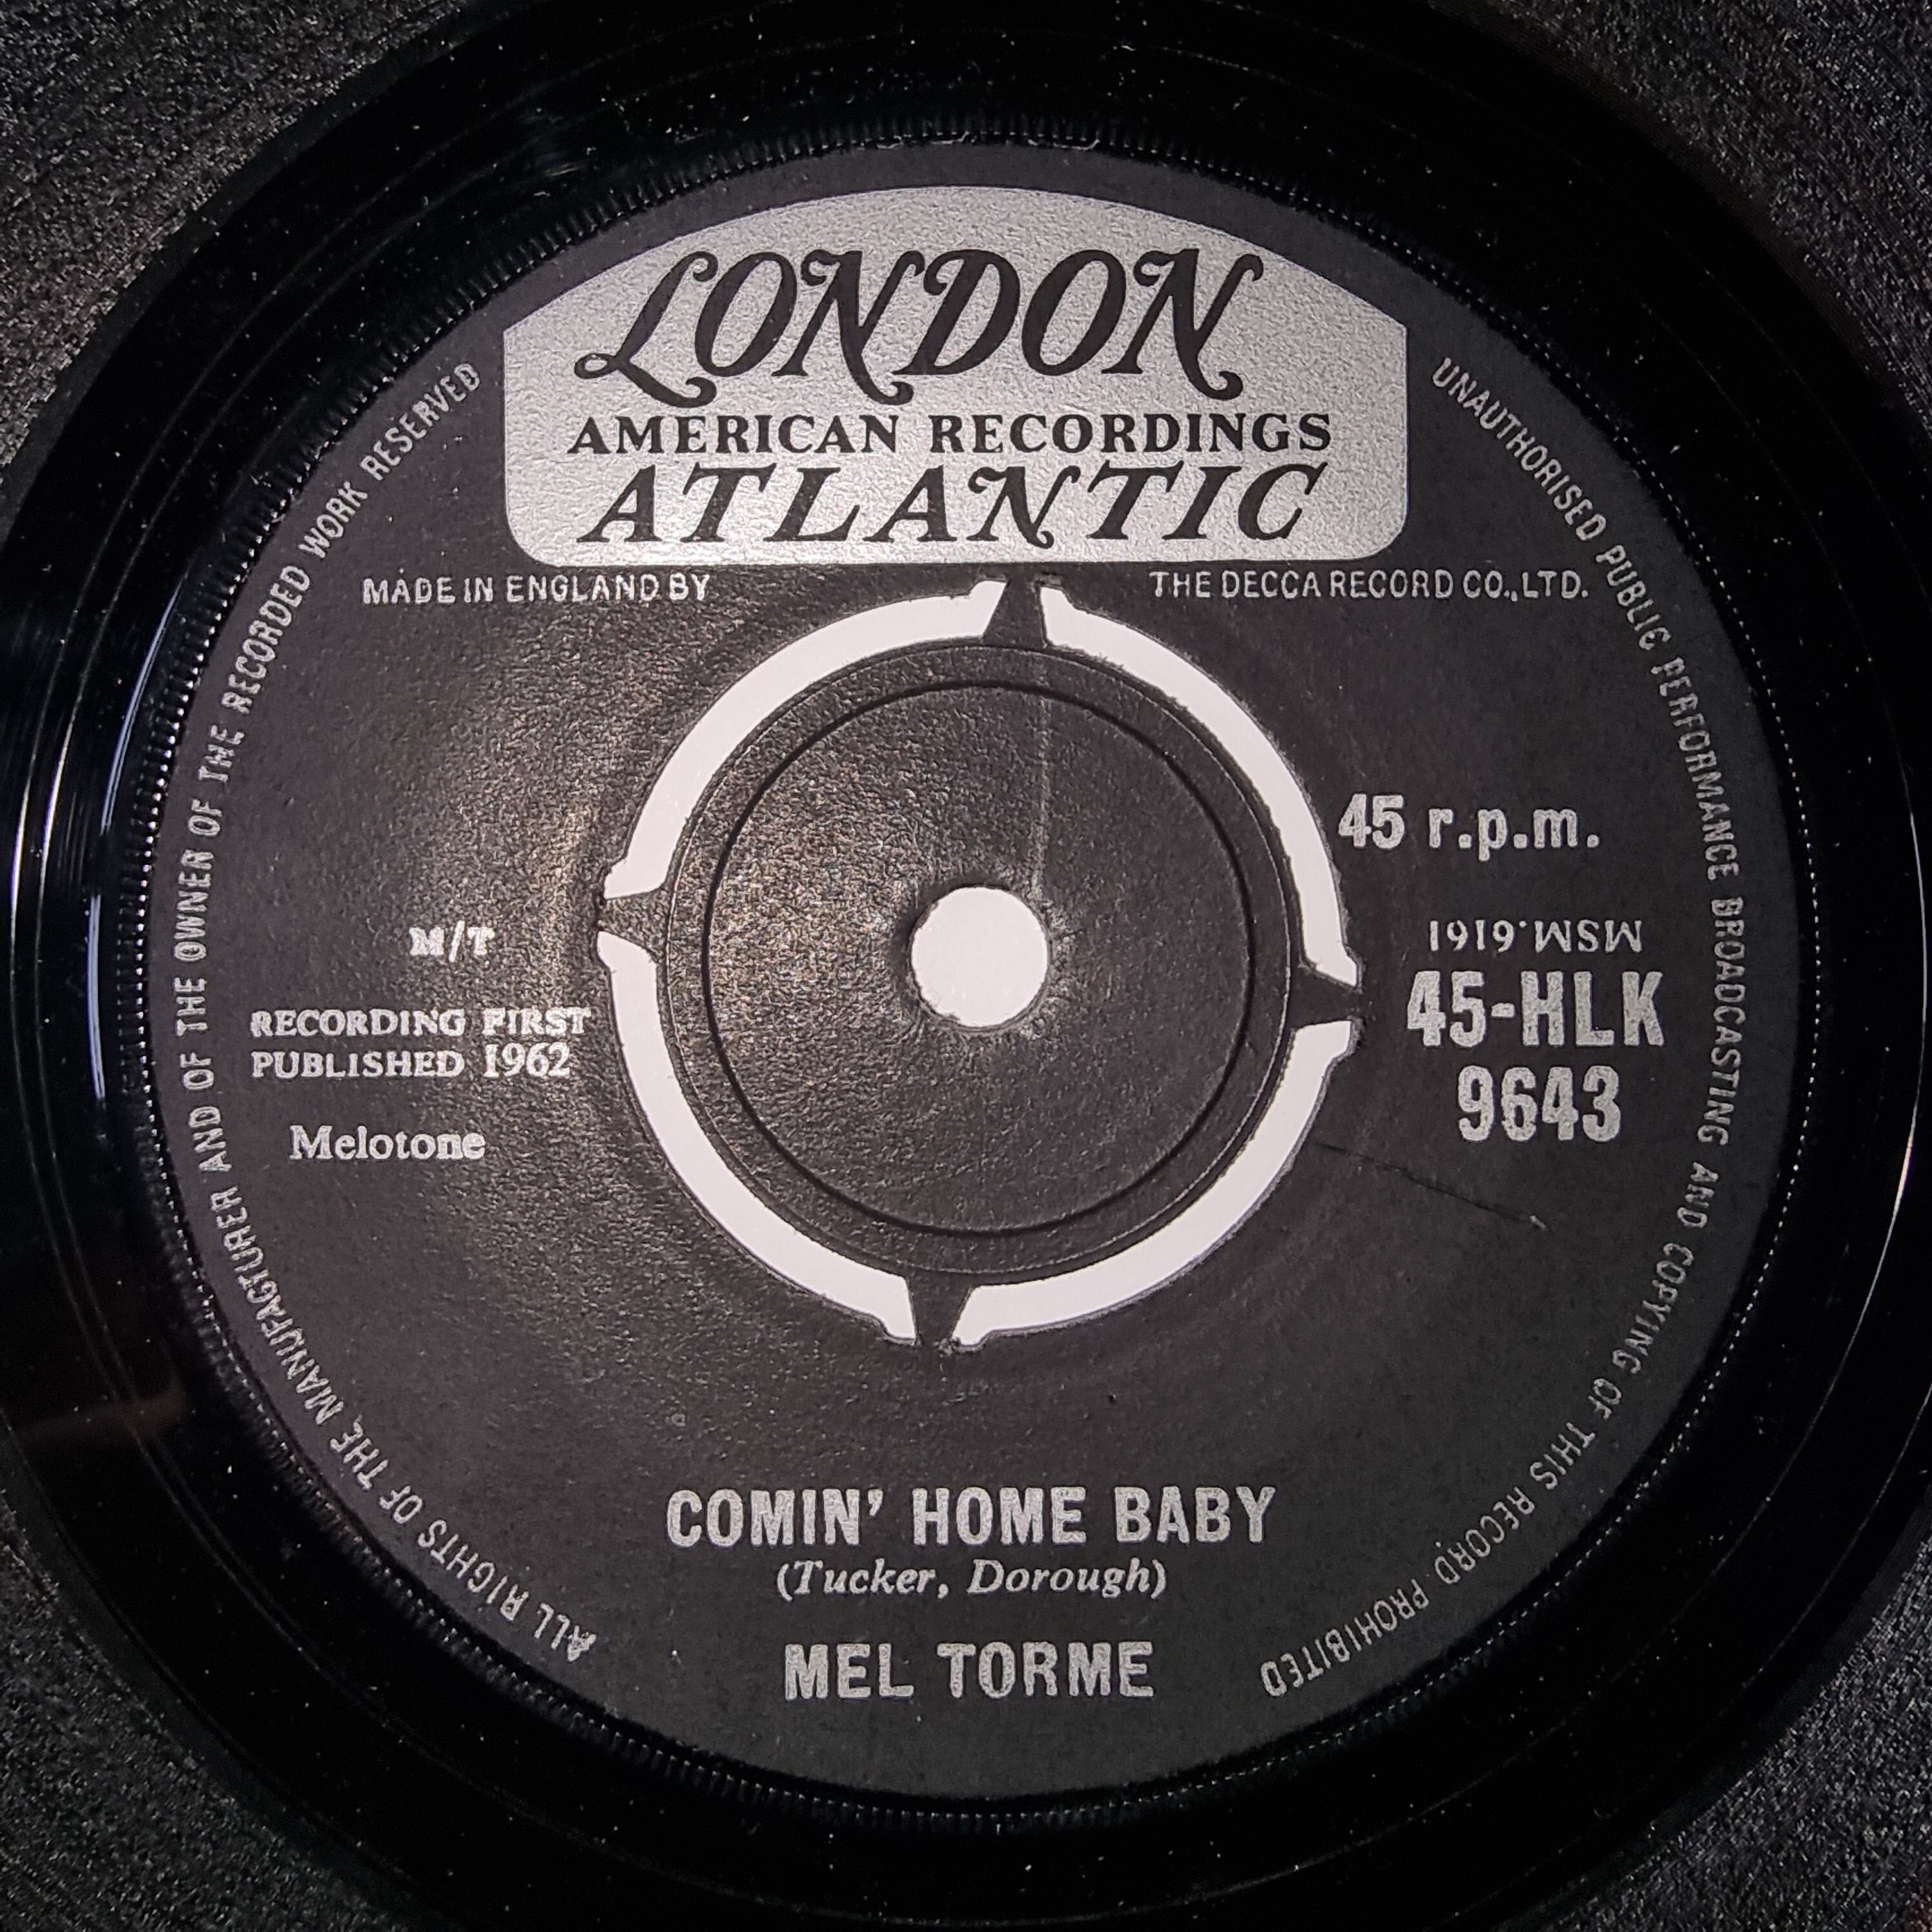 LONDON
AMERICAN RECORDINGS
ATLANTIC
MADE IN ENGLAND BY THE DECCA RECORD CO., LTD.
ALL RIGHTS OF THE MANUFACTURER AND OF THE OWNER OF THE RECORDED WORK RESERVED
UNAUTHORISED PUBLIC PERFORMANCE BROADCASTING AND COPYING OF THIS RECORD PROHIBITED
45 r.p.m.
M/T
MSM.6161
45-HLK
9643
RECORDING FIRST
PUBLISHED 1962
Melotone
COMIN' HOME BABY
(Tucker, Dorough)
MEL TORME